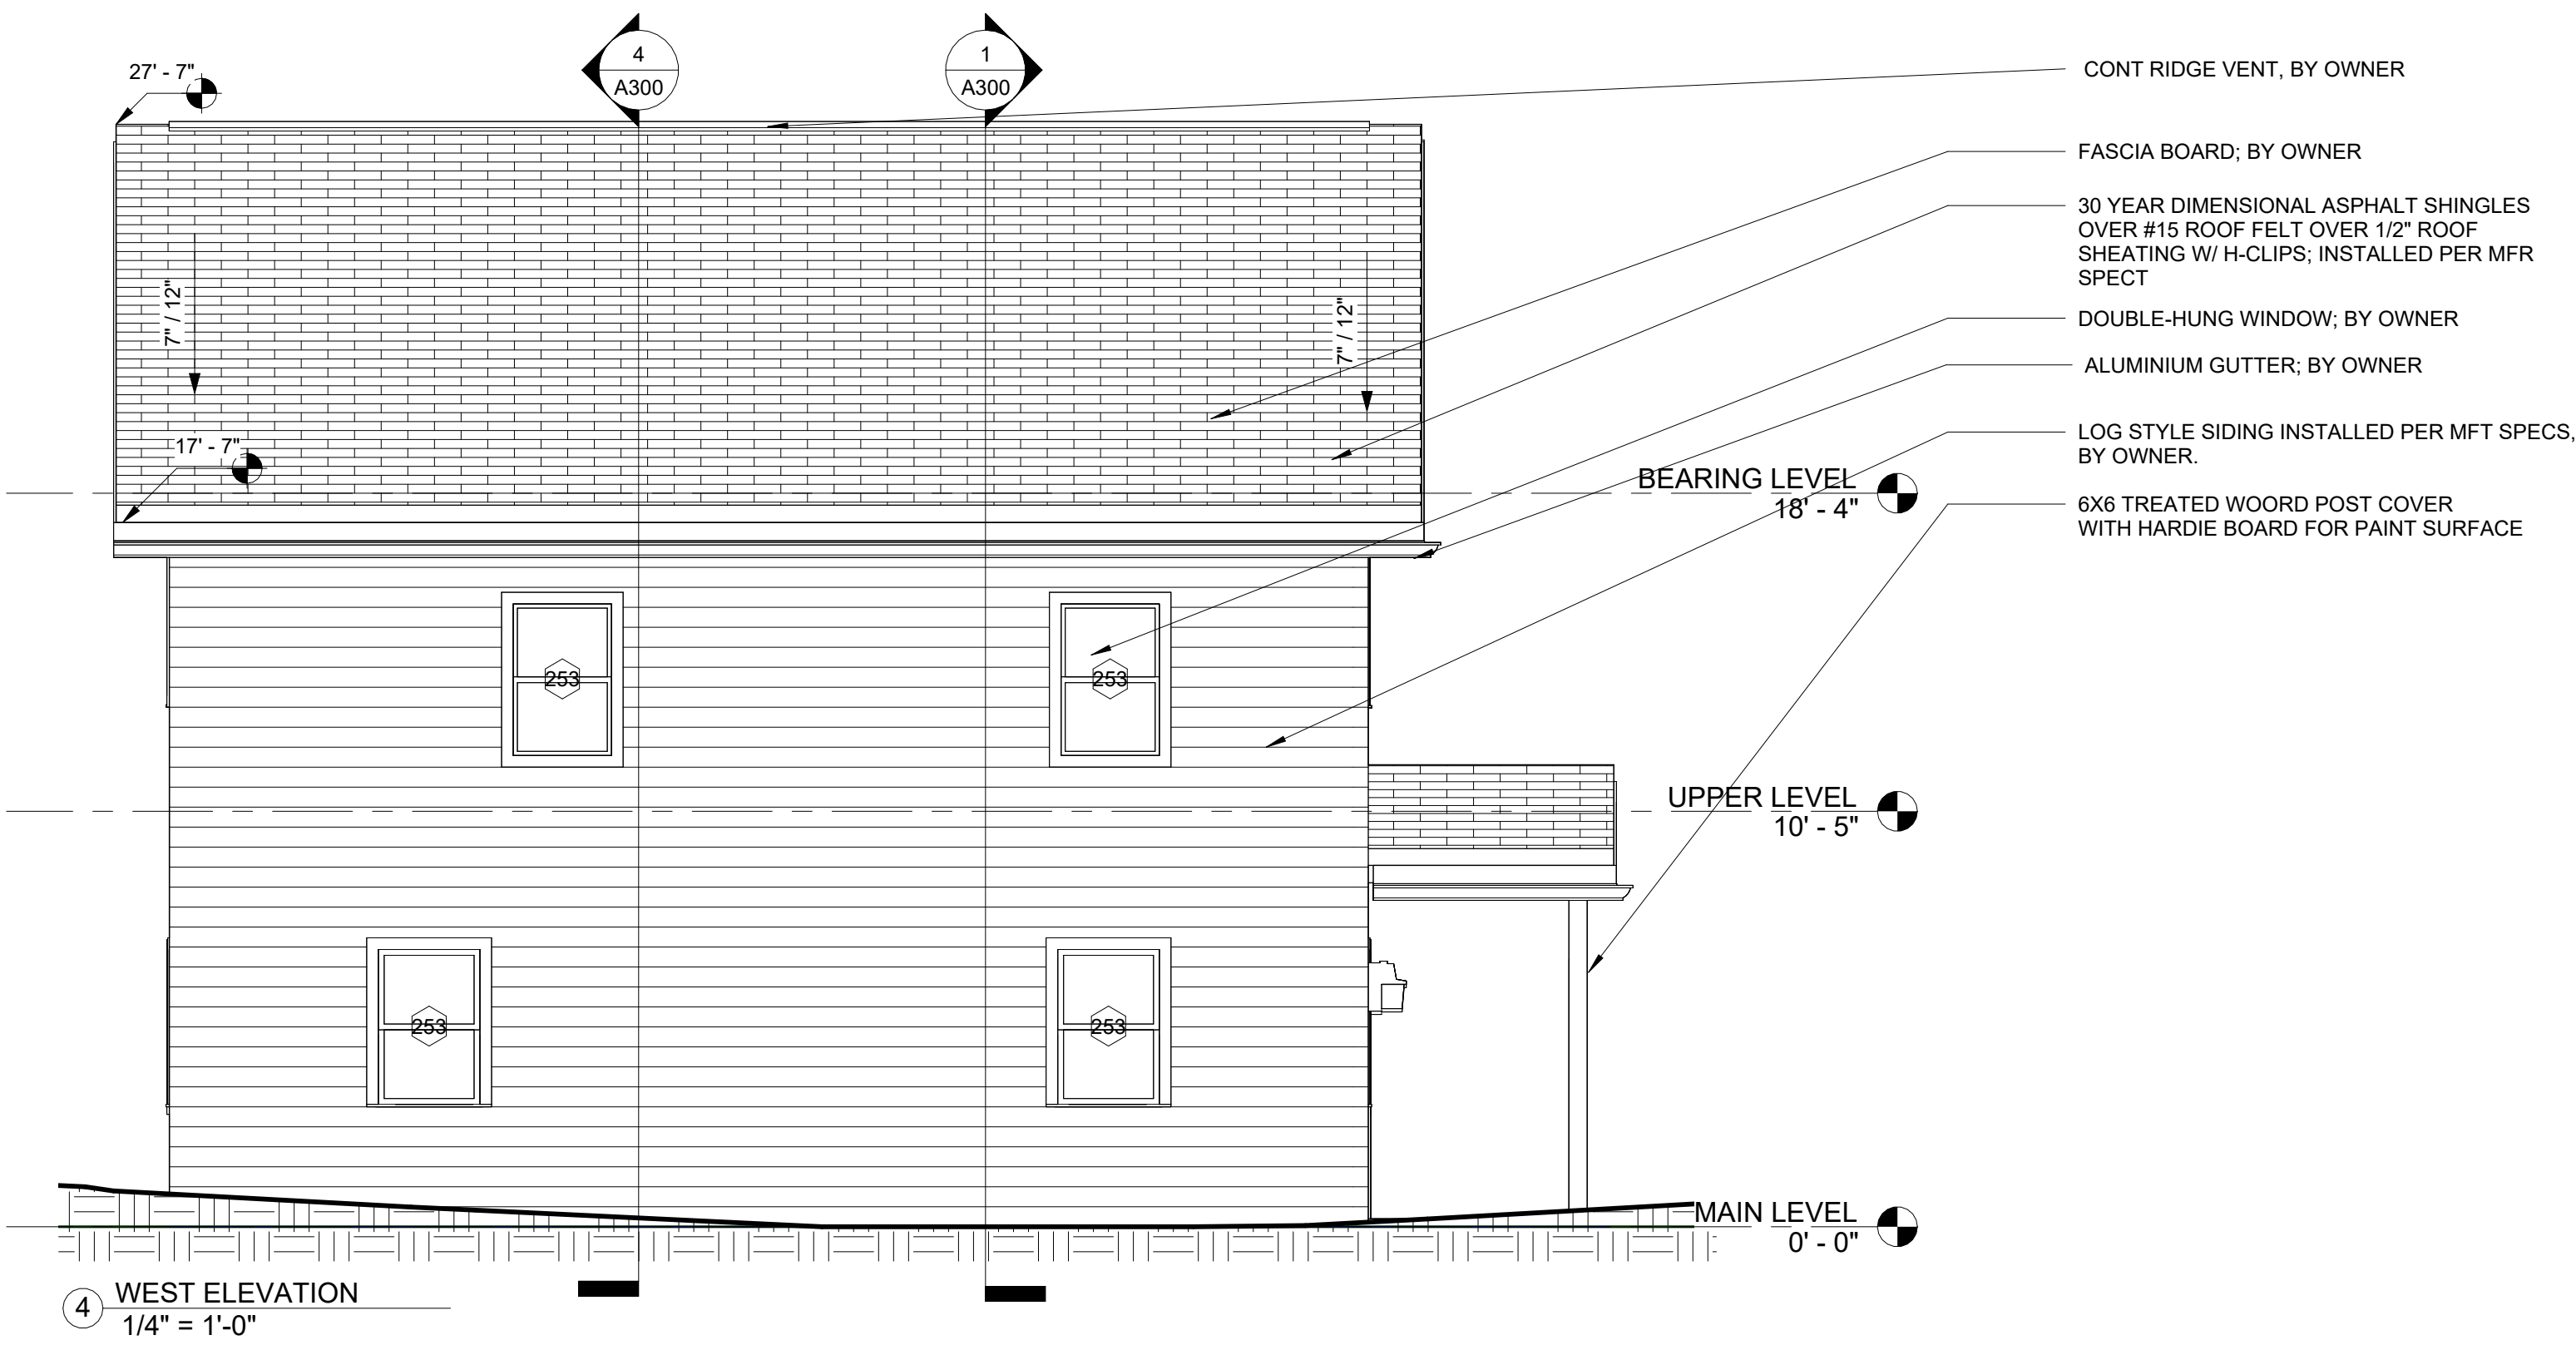 4
A300
1
A300
27' - 7"
CONT RIDGE VENT, BY OWNER
FASCIA BOARD; BY OWNER
30 YEAR DIMENSIONAL ASPHALT SHINGLES
OVER #15 ROOF FELT OVER 1/2" ROOF
SHEATING W/ H-CLIPS; INSTALLED PER MFR
SPECT
DOUBLE-HUNG WINDOW; BY OWNER
ALUMINIUM GUTTER; BY OWNER
LOG STYLE SIDING INSTALLED PER MFT SPECS,
BY OWNER.
6X6 TREATED WOORD POST COVER
WITH HARDIE BOARD FOR PAINT SURFACE
7" / 12"
7" / 12"
17' - 7"
BEARING LEVEL
18' - 4"
253
253
UPPER LEVEL
10' - 5"
253
253
MAIN LEVEL
0' - 0"
4
WEST ELEVATION
1/4" = 1'-0"